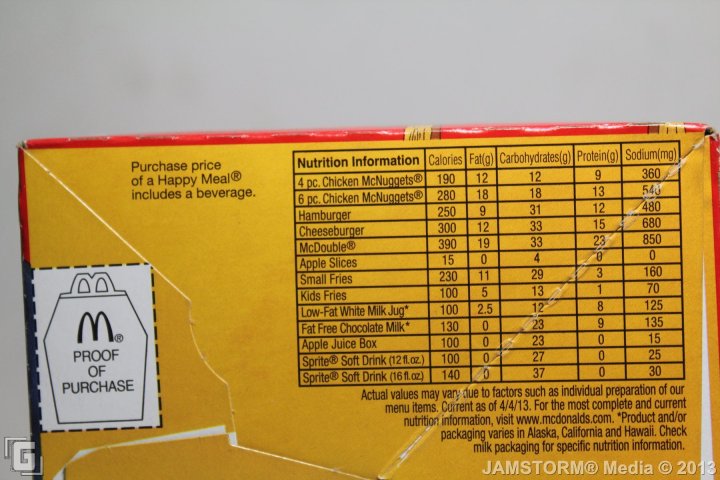 Purchase price
of a Happy Meal®
includes a beverage.
Nutrition Information Calories Fat(g) Carbohydrates(g) Protein(g) Sodium(mg)
4 pc. Chicken McNuggets® 190 12 12 9 360
6 pc. Chicken McNuggets® 280 18 18 13 540
Hamburger 250 9 31 12 480
Cheeseburger 300 12 33 15 680
McDouble® 390 19 33 23 850
Apple Slices 15 0 4 0 0
Small Fries 230 11 29 3 160
Kids Fries 100 5 13 1 70
Low-Fat White Milk Jug* 100 2.5 12 8 125
Fat Free Chocolate Milk* 130 0 23 9 135
Apple Juice Box 100 0 23 0 15
Sprite® Soft Drink (12 fl.oz.) 100 0 27 0 25
Sprite® Soft Drink (16 fl.oz.) 140 0 37 0 30
Actual values may vary due to factors such as individual preparation of our
menu items. Current as of 4/4/13. For the most complete and current
nutrition information, visit www.mcdonalds.com. *Product and/or
packaging varies in Alaska, California and Hawaii. Check
milk packaging for specific nutrition information.
M®
PROOF
OF
PURCHASE
G
JAMSTORM® Media © 2013